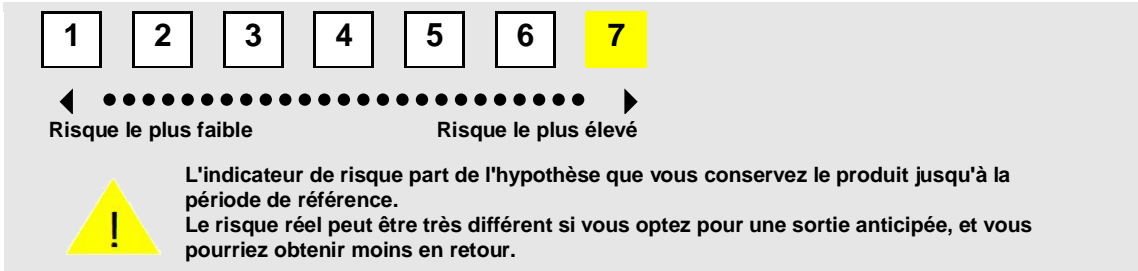 1 2 3 4 5 6 7
Risque le plus faible Risque le plus élevé
L'indicateur de risque part de l'hypothèse que vous conservez le produit jusqu'à la
période de référence.
Le risque réel peut être très différent si vous optez pour une sortie anticipée, et vous
pourriez obtenir moins en retour.
!